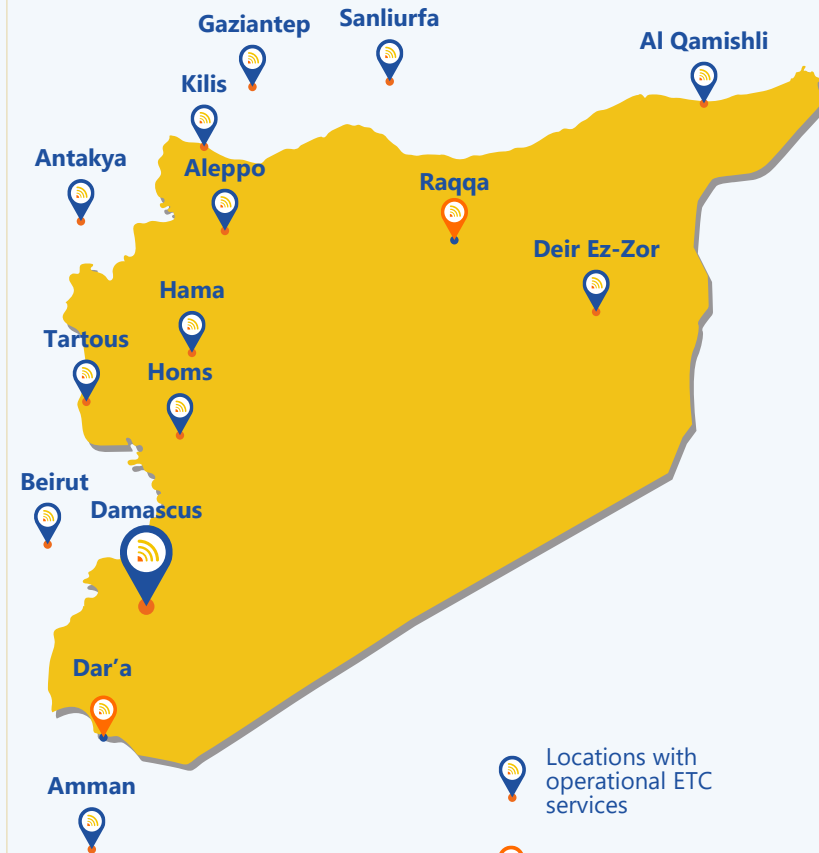 Sanliurfa
Gaziantep
Al Qamishli
Kilis
Antakya
Aleppo
Raqqa
Deir Ez-Zor
Hama
Tartous
Homs
Beirut
Damascus
Dar’a
Locations with
operational ETC
services
Amman